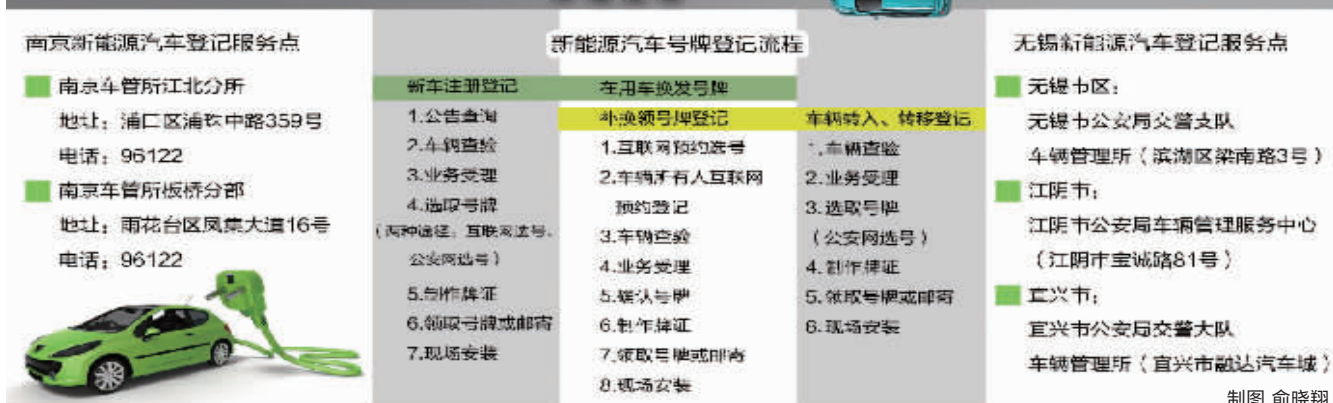 南京新能源汽车登记服务点
南京车管所江北分所
地址：浦口区浦珠中路359号
电话：96122
南京车管所板桥分部
地址：雨花台区凤集大道16号
电话：96122
新能源汽车号牌登记流程
新车注册登记
1.公告查询
2.车辆查验
3.业务受理
4.选取号牌
（两种途径：互联网选号、
公安网选号）
5.制作牌证
6.领取号牌或邮寄
7.现场安装
在用车换发号牌
补换领号牌登记
1.互联网预约选号
2.车辆所有人互联网
预约登记
3.车辆查验
4.业务受理
5.确认号牌
6.制作牌证
7.领取号牌或邮寄
8.现场安装
车辆转入、转移登记
1.车辆查验
2.业务受理
3.选取号牌
（公安网选号）
4.制作牌证
5.领取号牌或邮寄
6.现场安装
无锡新能源汽车登记服务点
无锡市区：
无锡市公安局交警支队
车辆管理所（滨湖区梁南路3号）
江阴市：
江阴市公安局车辆管理服务中心
（江阴市宝诚路81号）
宜兴市：
宜兴市公安局交警大队
车辆管理所（宜兴市融达汽车城）
制图 俞晓翔